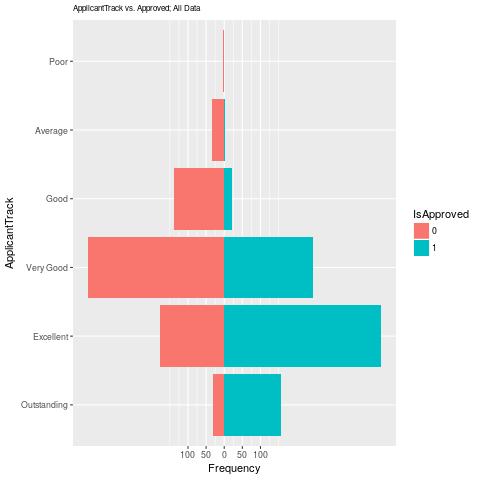 ApplicantTrack vs. Approved; All Data
Poor
Average
Good
Very Good
Excellent
Outstanding
ApplicantTrack
100 50 0 50 100
Frequency
IsApproved
0
1